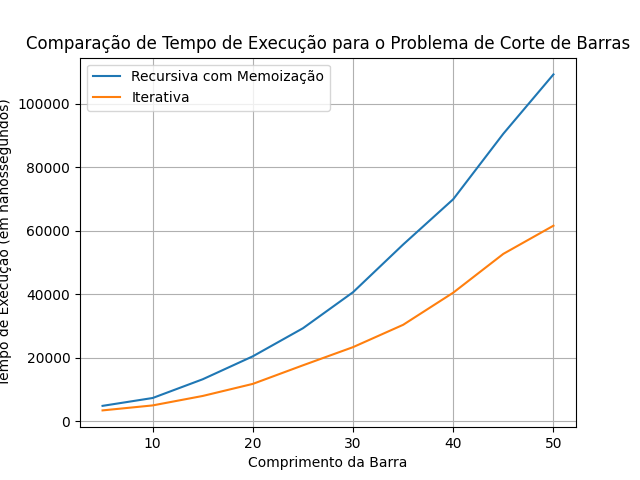 Comparação de Tempo de Execução para o Problema de Corte de Barras
Recursiva com Memoização
Iterativa
Tempo de Execução (em nanossegundos)
100000
80000
60000
40000
20000
0
10
20
30
40
50
Comprimento da Barra